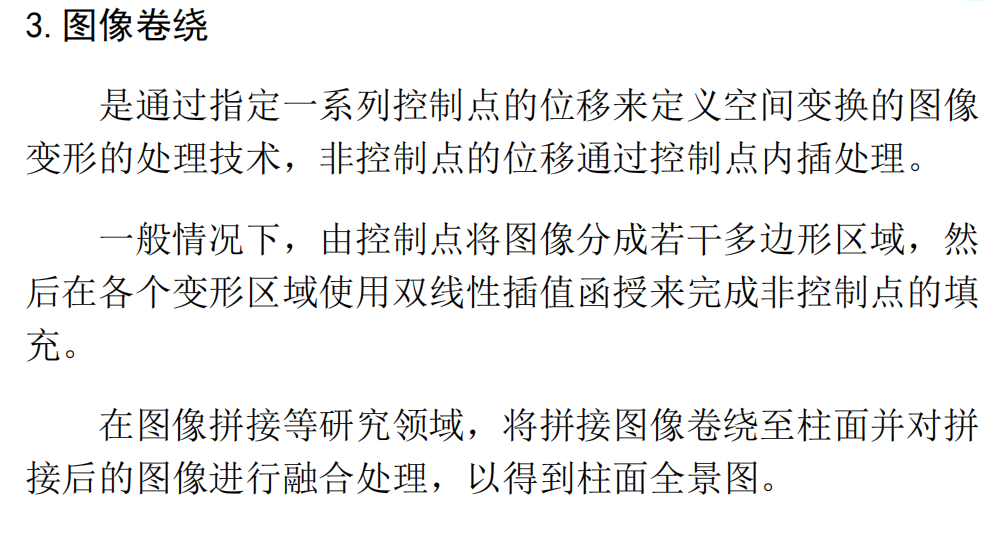 3. 图像卷绕
是通过指定一系列控制点的位移来定义空间变换的图像
变形的处理技术，非控制点的位移通过控制点内插处理。
一般情况下，由控制点将图像分成若干多边形区域，然
后在各个变形区域使用双线性插值函授来完成非控制点的填
充。
在图像拼接等研究领域，将拼接图像卷绕至柱面并对拼
接后的图像进行融合处理，以得到柱面全景图。